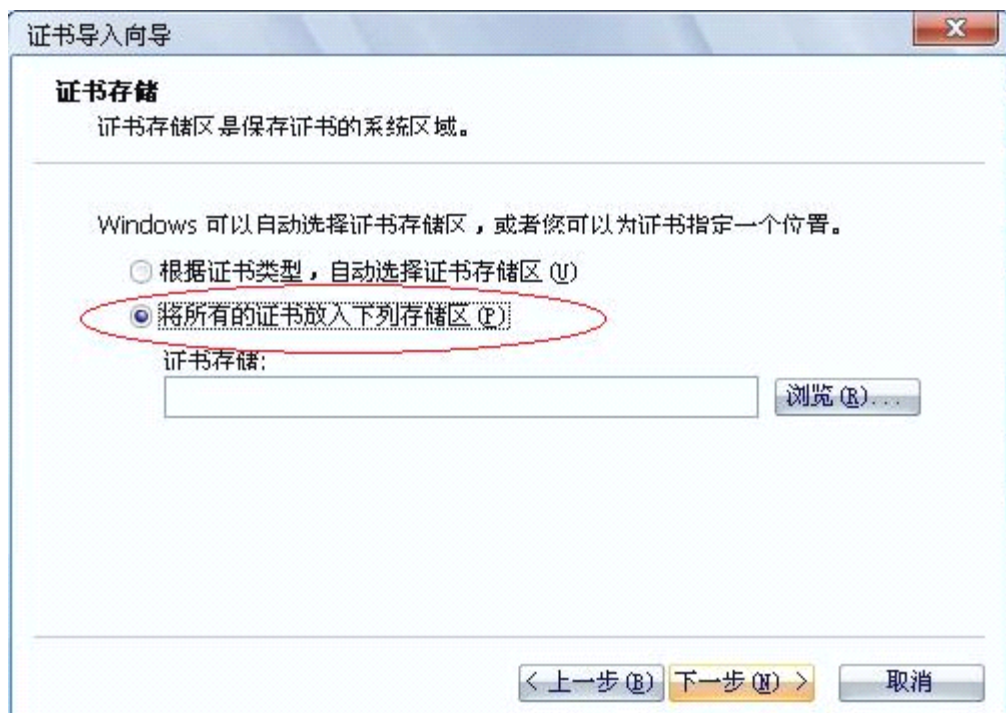 证书导入向导
证书存储
证书存储区是保存证书的系统区域。
Windows 可以自动选择证书存储区，或者您可以为证书指定一个位置。
根据证书类型，自动选择证书存储区(U)
将所有的证书放入下列存储区(P)
证书存储:
浏览(R)...
< 上一步(B) 下一步(N) > 取消